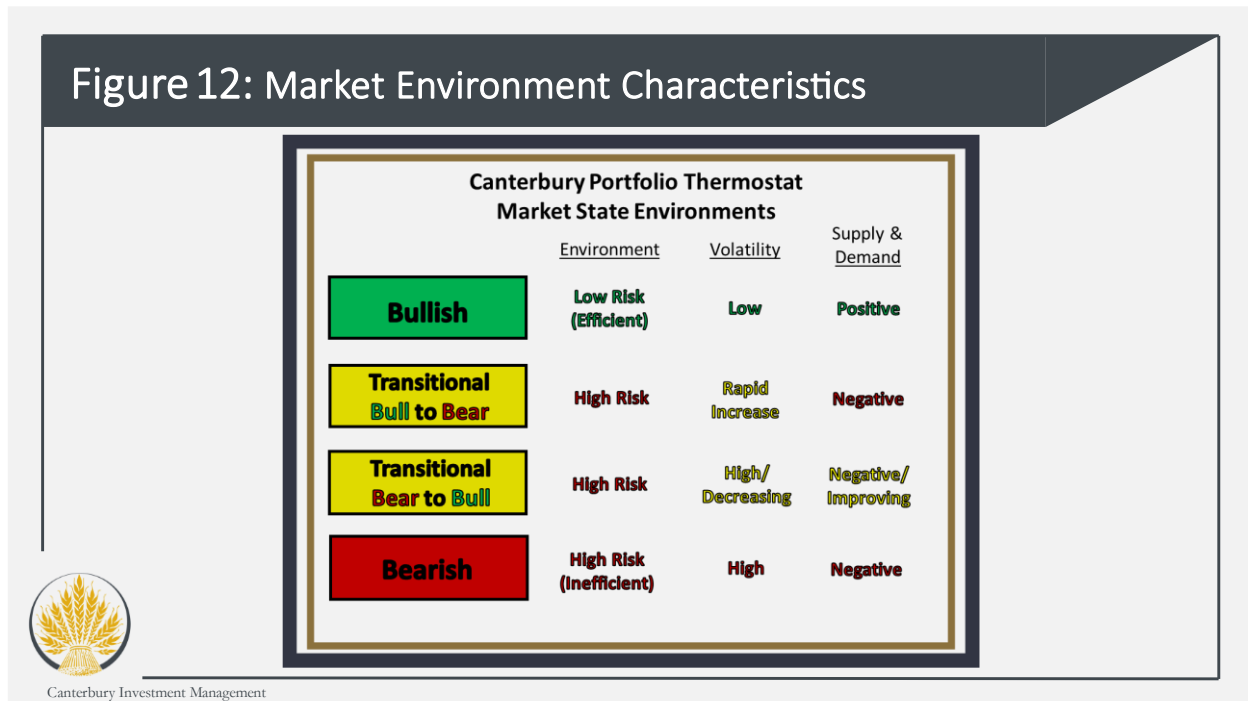 Figure 12: Market Environment Characteristics
Canterbury Portfolio Thermostat
Market State Environments
Environment
Volatility
Supply &
Demand
Bullish
Low Risk
(Efficient)
Low
Positive
Transitional
Bull to Bear
High Risk
Rapid
Increase
Negative
Transitional
Bear to Bull
High Risk
High/
Decreasing
Negative/
Improving
Bearish
High Risk
(Inefficient)
High
Negative
Canterbury Investment Management